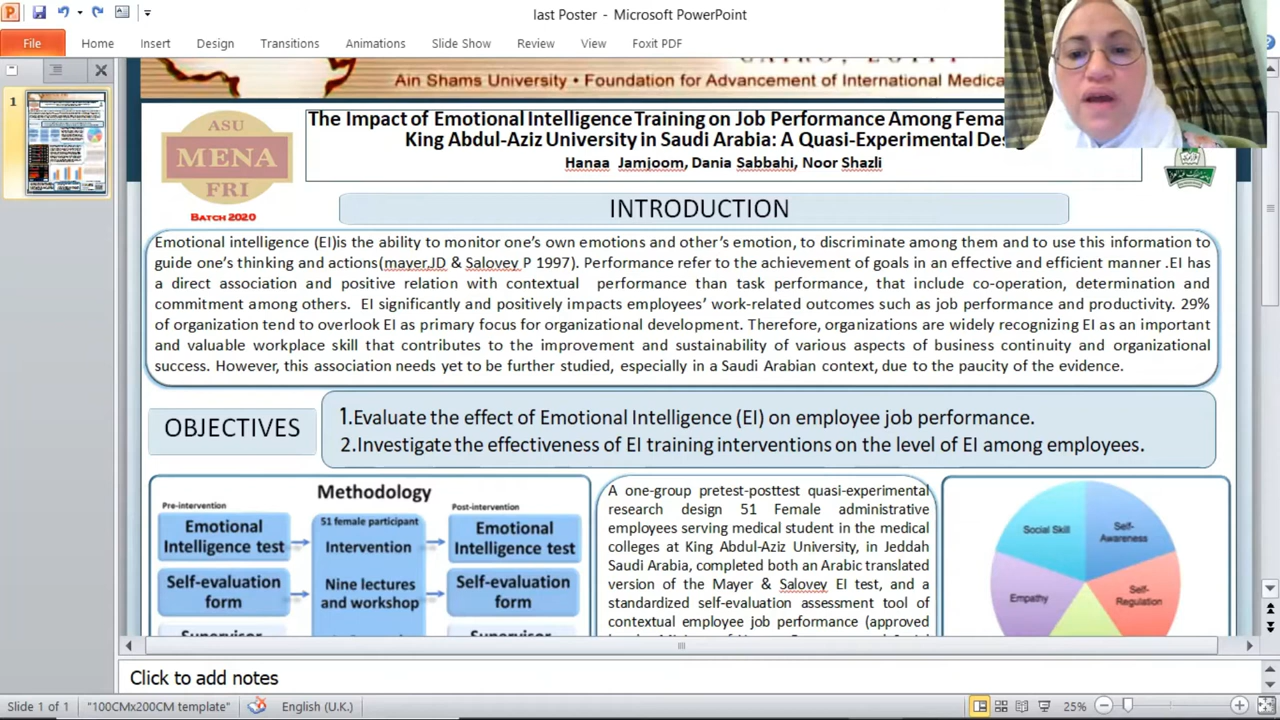 last Poster - Microsoft PowerPoint
File Home Insert Design Transitions Animations Slide Show Review View Foxit PDF
1
Ain Shams University • Foundation for Advancement of International Medica
ASU
MENA
FRI
BATCH 2020
The Impact of Emotional Intelligence Training on Job Performance Among Fema
King Abdul-Aziz University in Saudi Arabia: A Quasi-Experimental Des
Hanaa Jamjoom, Dania Sabbahi, Noor Shazli
INTRODUCTION
Emotional intelligence (EI)is the ability to monitor one's own emotions and other's emotion, to discriminate among them and to use this information to
guide one's thinking and actions(mayer,JD & Salovey P 1997). Performance refer to the achievement of goals in an effective and efficient manner .EI has
a direct association and positive relation with contextual performance than task performance, that include co-operation, determination and
commitment among others. EI significantly and positively impacts employees' work-related outcomes such as job performance and productivity. 29%
of organization tend to overlook EI as primary focus for organizational development. Therefore, organizations are widely recognizing EI as an important
and valuable workplace skill that contributes to the improvement and sustainability of various aspects of business continuity and organizational
success. However, this association needs yet to be further studied, especially in a Saudi Arabian context, due to the paucity of the evidence.
OBJECTIVES
1.Evaluate the effect of Emotional Intelligence (EI) on employee job performance.
2.Investigate the effectiveness of EI training interventions on the level of EI among employees.
Methodology
Pre-intervention
Emotional
Intelligence test
Self-evaluation
form
Supervisor
51 female participant
Intervention
Nine lectures
and workshop
Post-intervention
Emotional
Intelligence test
Self-evaluation
form
Supervisor
A one-group pretest-posttest quasi-experimental
research design 51 Female administrative
employees serving medical student in the medical
colleges at King Abdul-Aziz University, in Jeddah
Saudi Arabia, completed both an Arabic translated
version of the Mayer & Salovey EI test, and a
standardized self-evaluation assessment tool of
contextual employee job performance (approved
Social Skill
Self-
Awareness
Empathy
Self-
Regulation
Click to add notes
Slide 1 of 1 "100CMx200CM template" English (U.K.) 25%